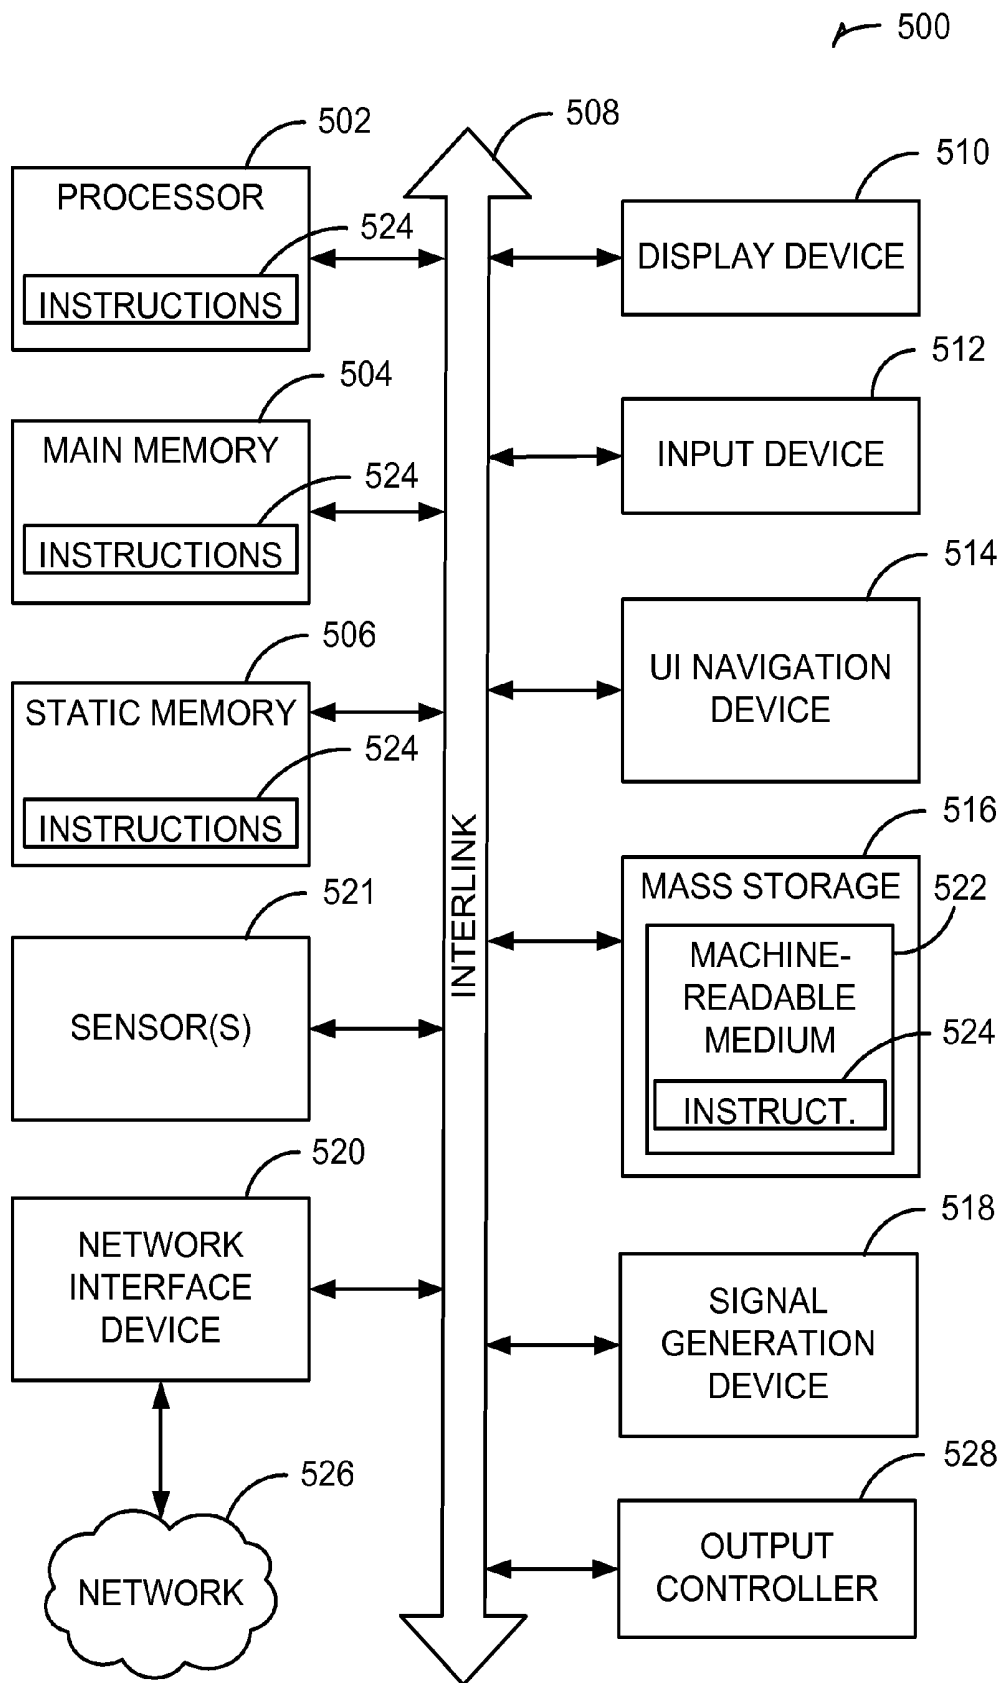 500
502
PROCESSOR
524
INSTRUCTIONS
504
MAIN MEMORY
524
INSTRUCTIONS
506
STATIC MEMORY
524
INSTRUCTIONS
521
SENSOR(S)
520
NETWORK
INTERFACE
DEVICE
526
NETWORK
508
INTERLINK
510
DISPLAY DEVICE
512
INPUT DEVICE
514
UI NAVIGATION
DEVICE
516
MASS STORAGE
522
MACHINE-
READABLE
MEDIUM
524
INSTRUCT.
518
SIGNAL
GENERATION
DEVICE
528
OUTPUT
CONTROLLER